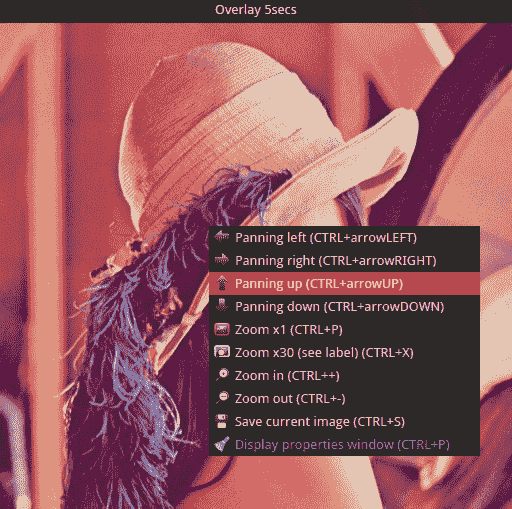 Overlay 5secs
Panning left (CTRL+arrowLEFT)
Panning right (CTRL+arrowRIGHT)
Panning up (CTRL+arrowUP)
Panning down (CTRL+arrowDOWN)
Zoom x1 (CTRL+P)
Zoom x30 (see label) (CTRL+X)
Zoom in (CTRL++)
Zoom out (CTRL+-)
Save current image (CTRL+S)
Display properties window (CTRL+P)